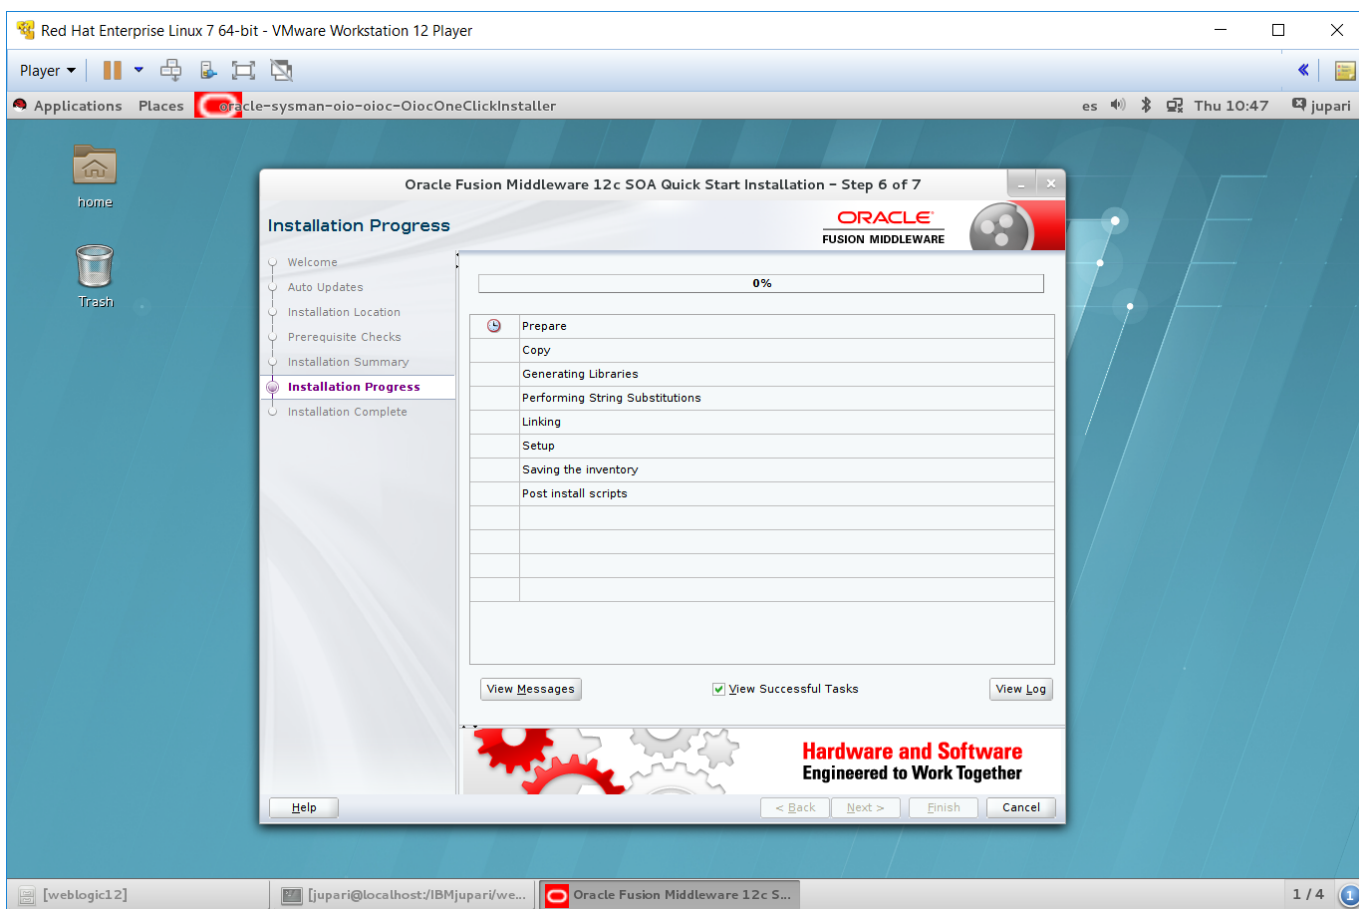 Red Hat Enterprise Linux 7 64-bit - VMware Workstation 12 Player
Player
Applications Places oracle-sysman-oio-oioc-OiocOneClickInstaller es Thu 10:47 jupari
home
Trash
Oracle Fusion Middleware 12c SOA Quick Start Installation - Step 6 of 7
Installation Progress
ORACLE
FUSION MIDDLEWARE
Welcome
Auto Updates
Installation Location
Prerequisite Checks
Installation Summary
Installation Progress
Installation Complete
0%
Prepare
Copy
Generating Libraries
Performing String Substitutions
Linking
Setup
Saving the inventory
Post install scripts
View Messages View Successful Tasks View Log
Hardware and Software
Engineered to Work Together
Help < Back Next > Finish Cancel
[weblogic12] [jupari@localhost:/IBMjupari/we... Oracle Fusion Middleware 12c S... 1 / 4 1